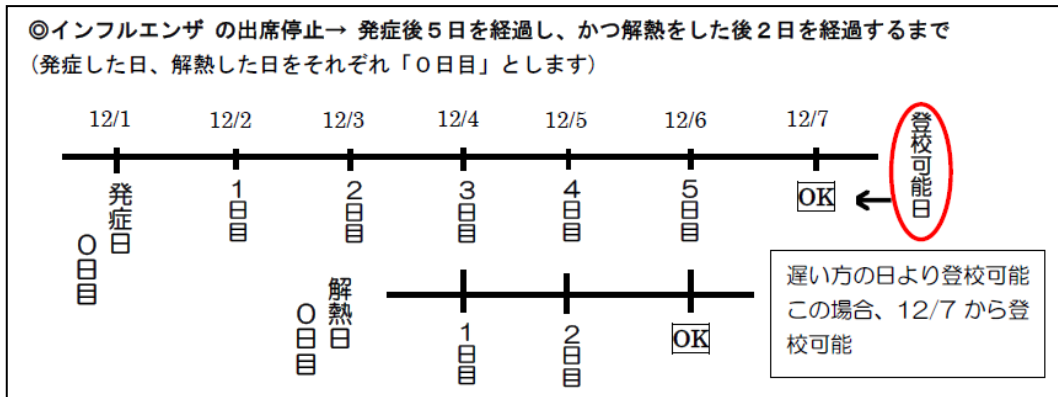 ◎インフルエンザ の出席停止→ 発症後５日を経過し、かつ解熱をした後２日を経過するまで
（発症した日、解熱した日をそれぞれ「０日目」とします）
12/1 12/2 12/3 12/4 12/5 12/6 12/7
登校可能日
発症日
０日目
１日目
２日目
３日目
４日目
５日目
OK
←
解熱日
０日目
１日目
２日目
OK
遅い方の日より登校可能
この場合、12/7 から登
校可能